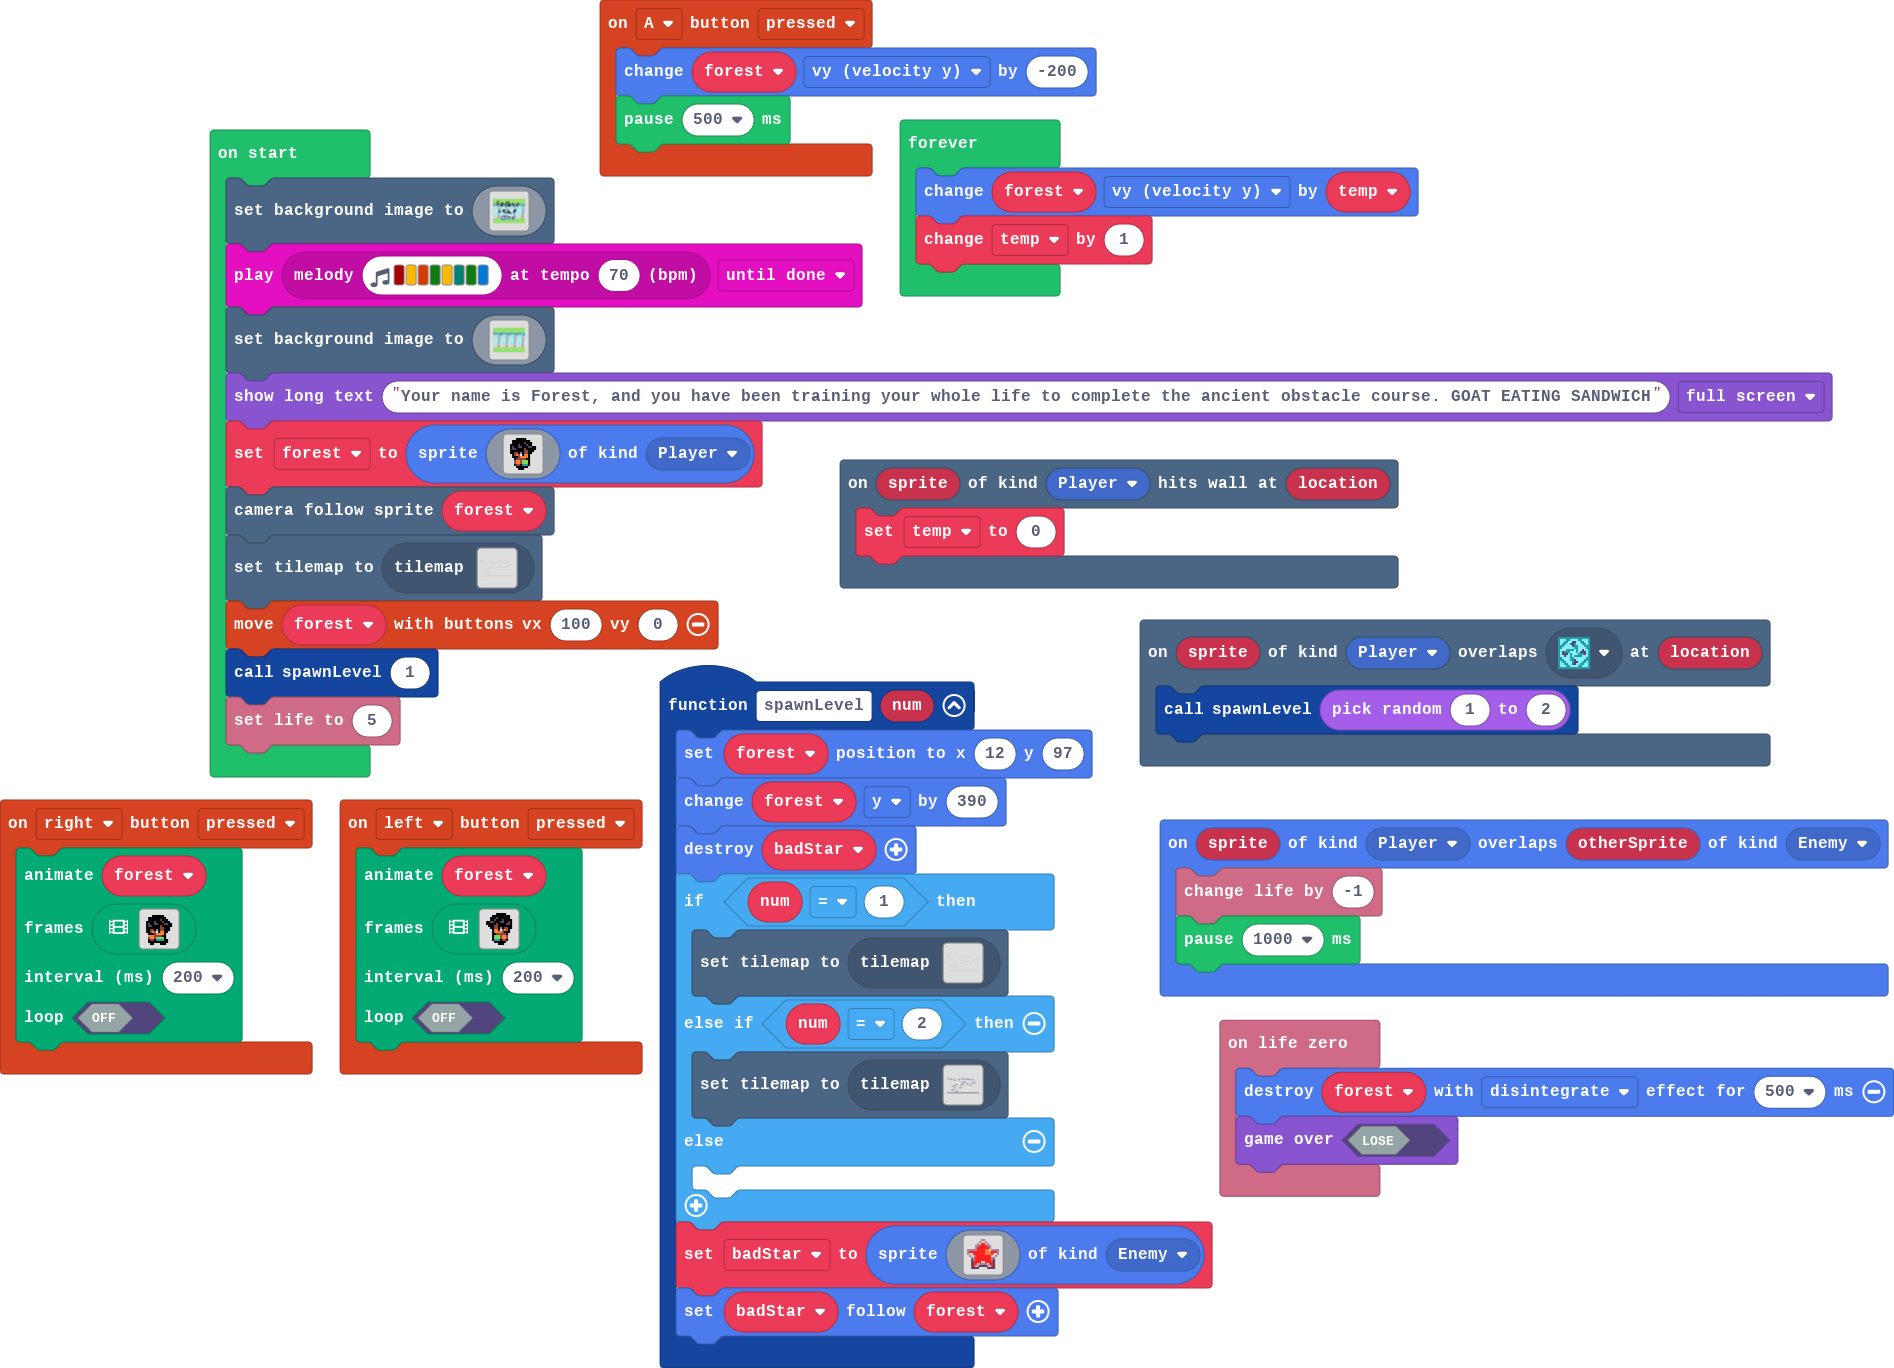 on A button pressed
change forest vy (velocity y) by -200
pause 500 ms
on start
set background image to
play melody at tempo 70 (bpm) until done
set background image to
show long text "Your name is Forest, and you have been training your whole life to complete the ancient obstacle course. GOAT EATING SANDWICH" full screen
set forest to sprite of kind Player
camera follow sprite forest
set tilemap to tilemap
move forest with buttons vx 100 vy 0
call spawnLevel 1
set life to 5
forever
change forest vy (velocity y) by temp
change temp by 1
on sprite of kind Player hits wall at location
set temp to 0
on sprite of kind Player overlaps at location
call spawnLevel pick random 1 to 2
function spawnLevel num
set forest position to x 12 y 97
change forest y by 390
destroy badStar
if num = 1 then
set tilemap to tilemap
else if num = 2 then
set tilemap to tilemap
else
set badStar to sprite of kind Enemy
set badStar follow forest
on right button pressed
animate forest
frames
interval (ms) 200
loop OFF
on left button pressed
animate forest
frames
interval (ms) 200
loop OFF
on sprite of kind Player overlaps otherSprite of kind Enemy
change life by -1
pause 1000 ms
on life zero
destroy forest with disintegrate effect for 500 ms
game over LOSE